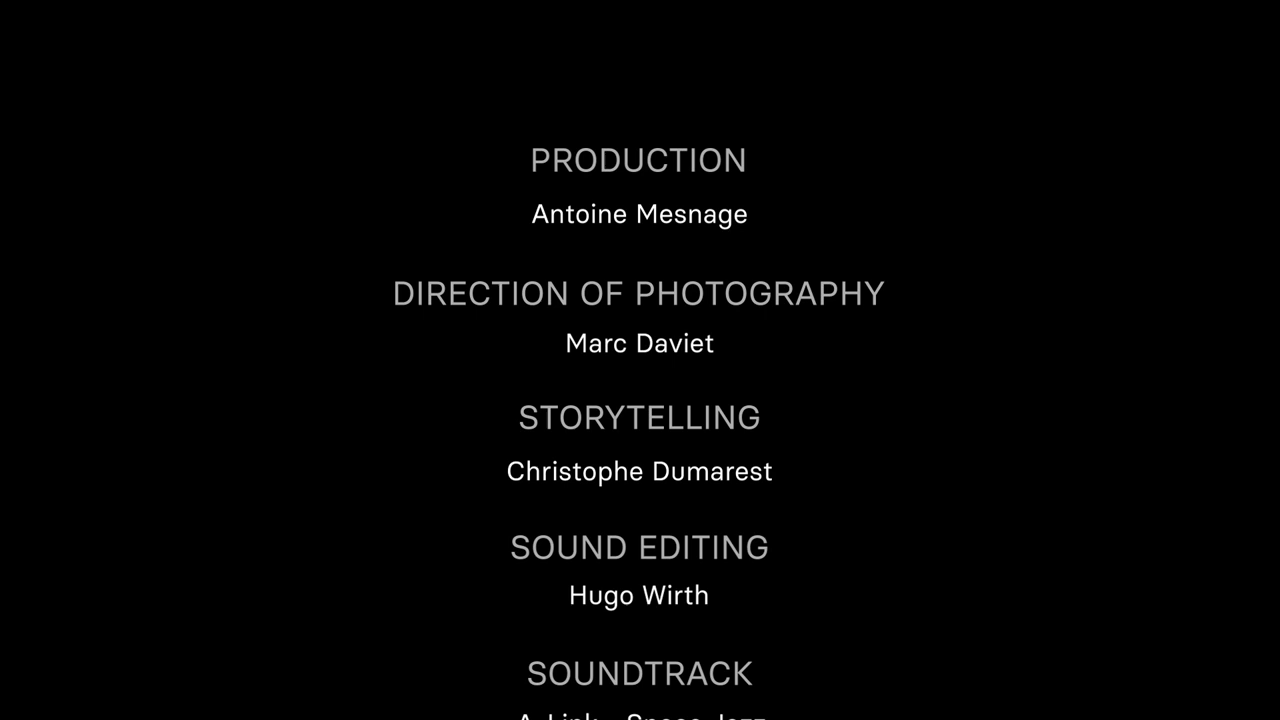 PRODUCTION
Antoine Mesnage
DIRECTION OF PHOTOGRAPHY
Marc Daviet
STORYTELLING
Christophe Dumarest
SOUND EDITING
Hugo Wirth
SOUNDTRACK